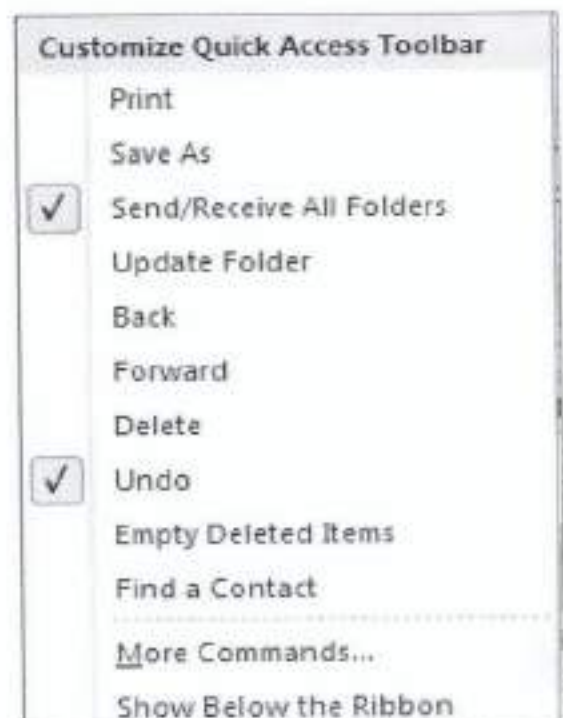 Customize Quick Access Toolbar
Print
Save As
Send/Receive All Folders
Update Folder
Back
Forward
Delete
Undo
Empty Deleted Items
Find a Contact
More Commands...
Show Below the Ribbon